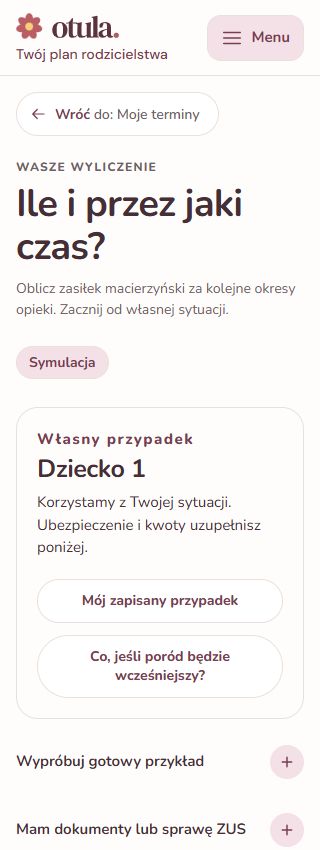 otula.
Twój plan rodzicielstwa
Menu
Wróć do: Moje terminy
WASZE WYLICZENIE
Ile i przez jaki
czas?
Oblicz zasiłek macierzyński za kolejne okresy
opieki. Zacznij od własnej sytuacji.
Symulacja
Własny przypadek
Dziecko 1
Korzystamy z Twojej sytuacji.
Ubezpieczenie i kwoty uzupełnisz
poniżej.
Mój zapisany przypadek
Co, jeśli poród będzie
wcześniejszy?
Wypróbuj gotowy przykład
Mam dokumenty lub sprawę ZUS